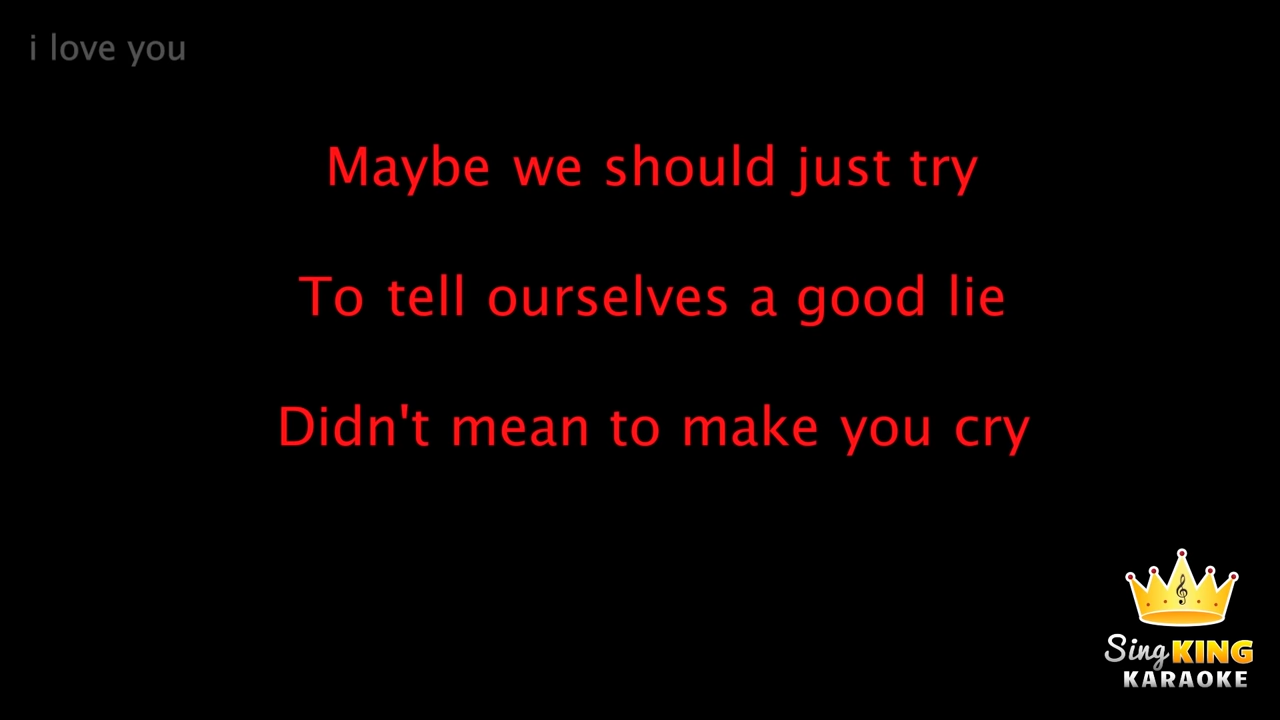 i love you
Maybe we should just try
To tell ourselves a good lie
Didn't mean to make you cry
Sing KING
KARAOKE